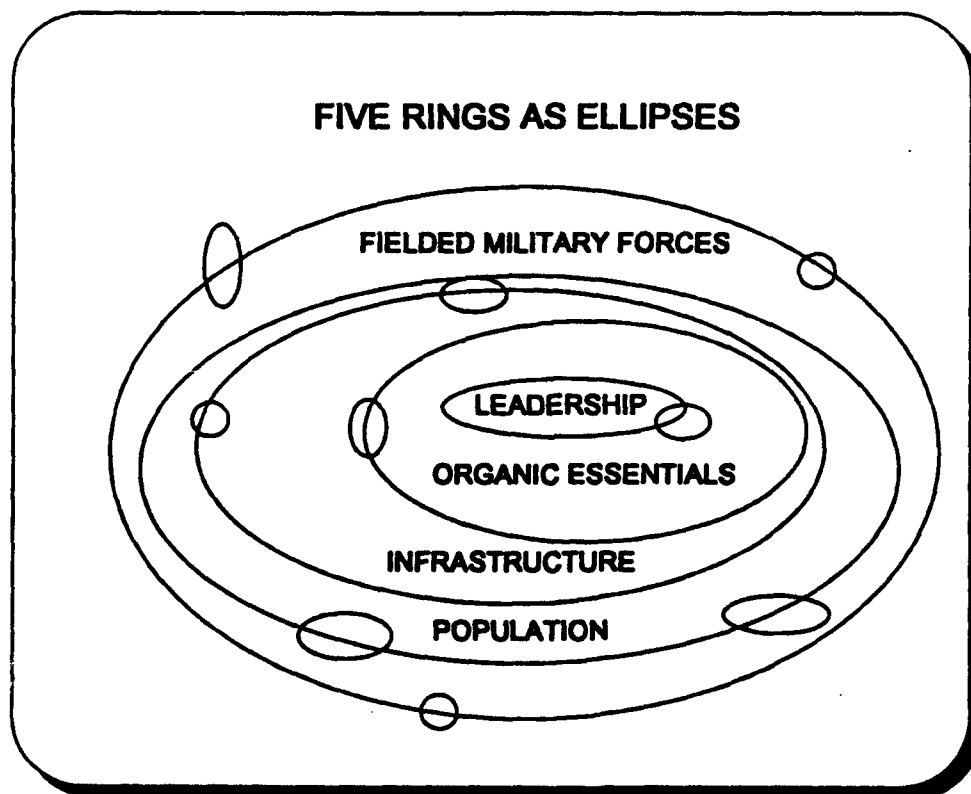 FIVE RINGS AS ELLIPSES
FIELDED MILITARY FORCES
LEADERSHIP
ORGANIC ESSENTIALS
INFRASTRUCTURE
POPULATION